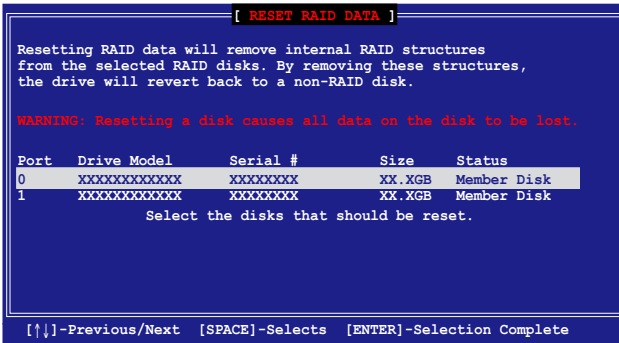 [ RESET RAID DATA ]
Resetting RAID data will remove internal RAID structures
from the selected RAID disks. By removing these structures,
the drive will revert back to a non-RAID disk.
WARNING: Resetting a disk causes all data on the disk to be lost.
Port Drive Model Serial # Size Status
0 XXXXXXXXXXXX XXXXXXXX XX.XGB Member Disk
1 XXXXXXXXXXXX XXXXXXXX XX.XGB Member Disk
Select the disks that should be reset.
[↑↓]-Previous/Next [SPACE]-Selects [ENTER]-Selection Complete